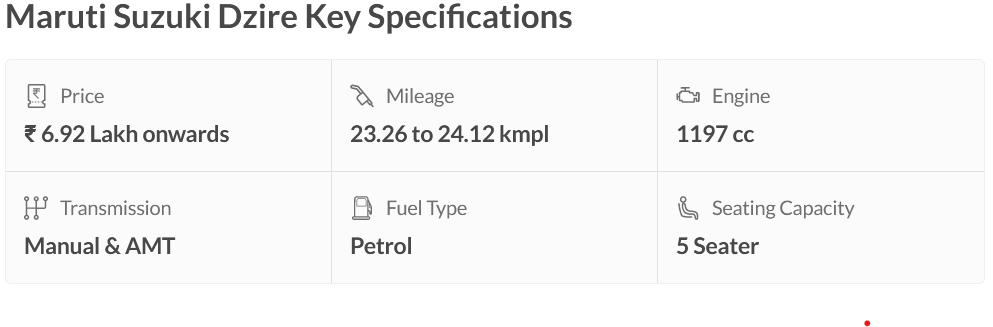 Maruti Suzuki Dzire Key Specifications
Price
₹ 6.92 Lakh onwards
Mileage
23.26 to 24.12 kmpl
Engine
1197 cc
Transmission
Manual & AMT
Fuel Type
Petrol
Seating Capacity
5 Seater